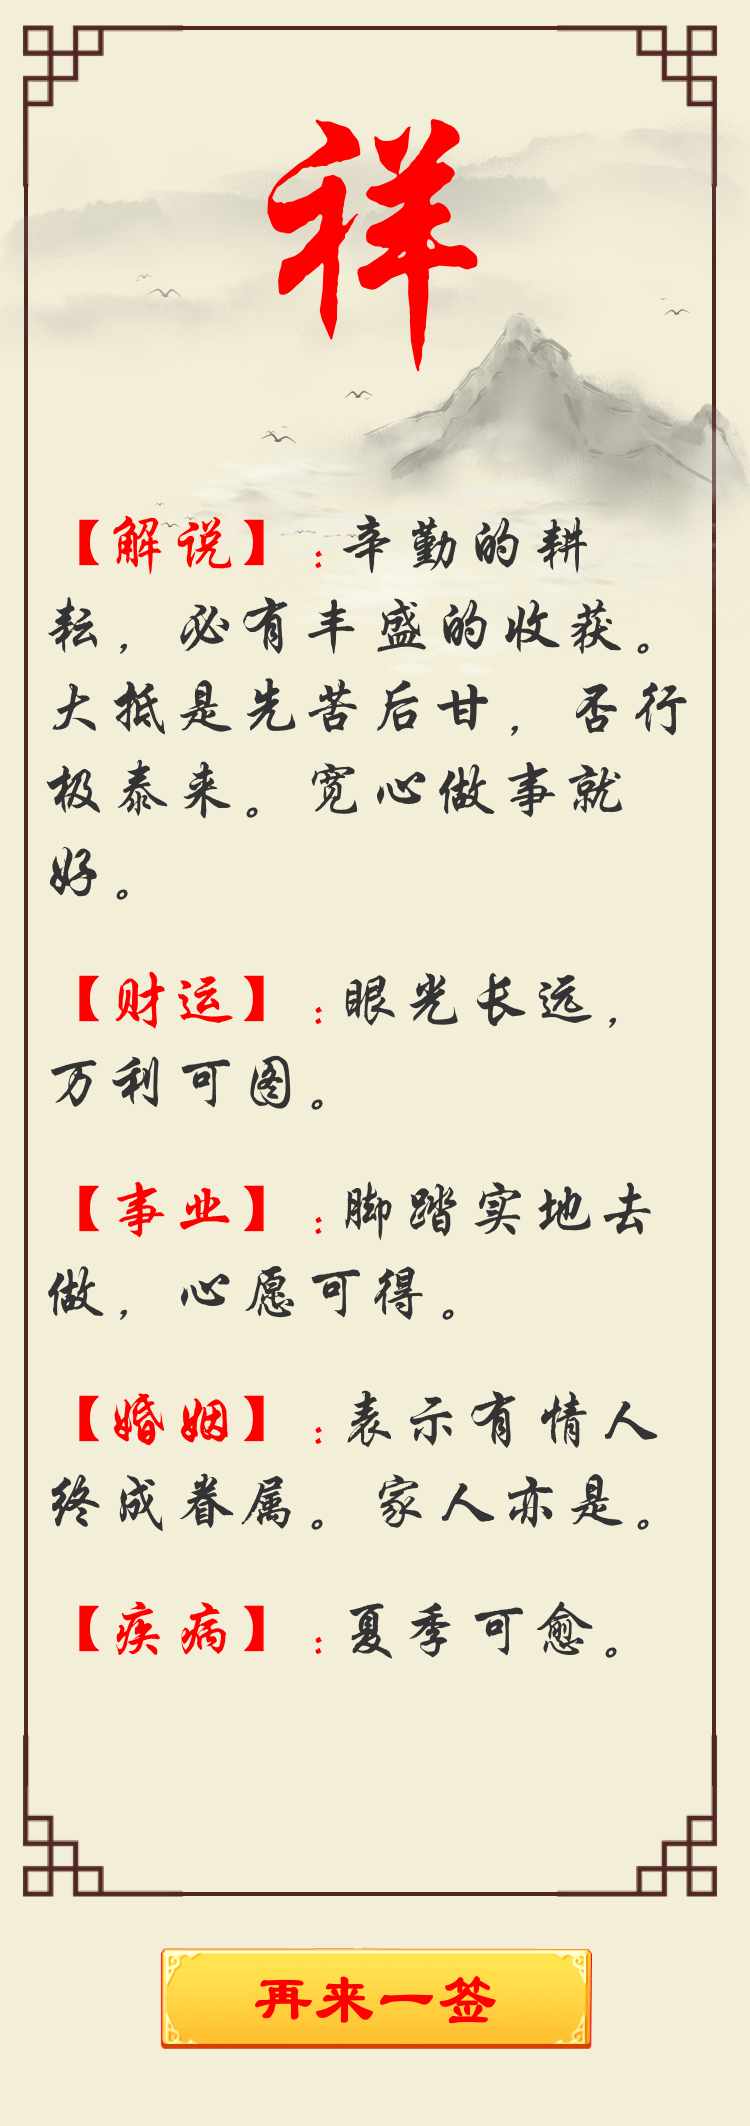 祥
【解说】:辛勤的耕
耘，必有丰盛的收获。
大抵是先苦后甘，否行
极泰来。宽心做事就
好。
【财运】:眼光长远，
万利可图。
【事业】:脚踏实地去
做，心愿可得。
【婚姻】:表示有情人
终成眷属。家人亦是。
【疾病】:夏季可愈。
再来一签